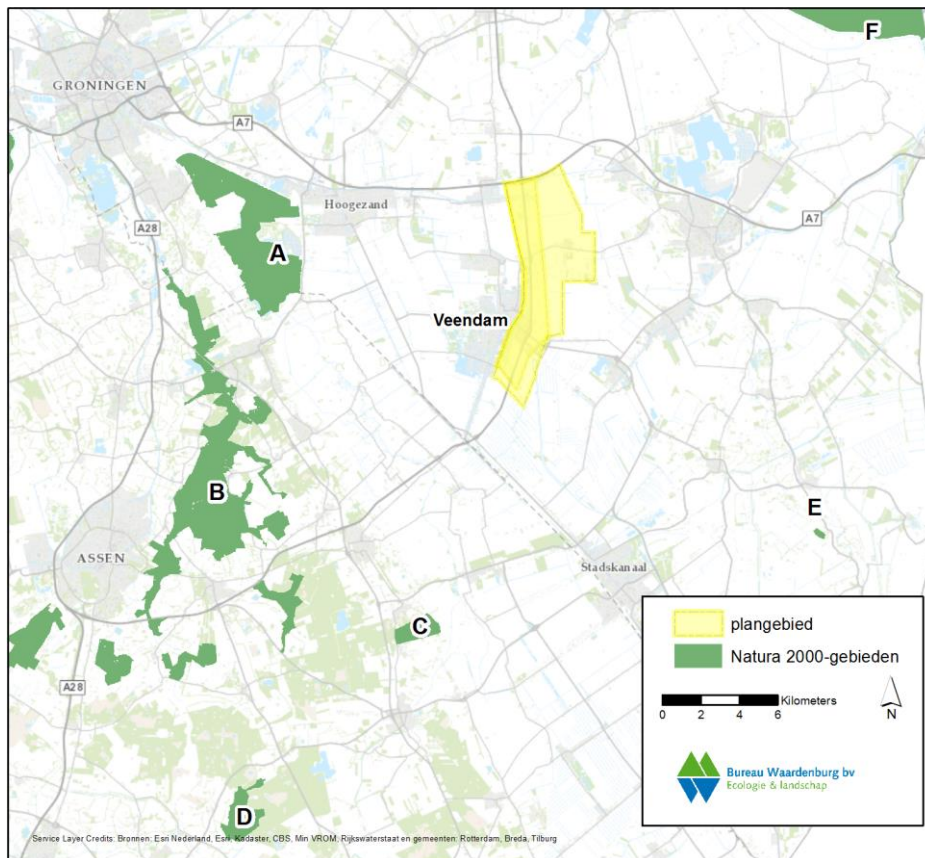 F
GRONINGEN
A7
Hoogezand
A28
A
A7
Veendam
B
E
ASSEN
Stadskanaal
C
A28
D
plangebied
Natura 2000-gebieden
Kilometers
0 2 4 6
N
Bureau Waardenburg bv
Ecologie & landschap
Service Layer Credits: Bronnen: Esri Nederland, Esri, Kadaster, CBS, Min VROM, Rijkswaterstaat en gemeenten: Rotterdam, Breda, Tilburg